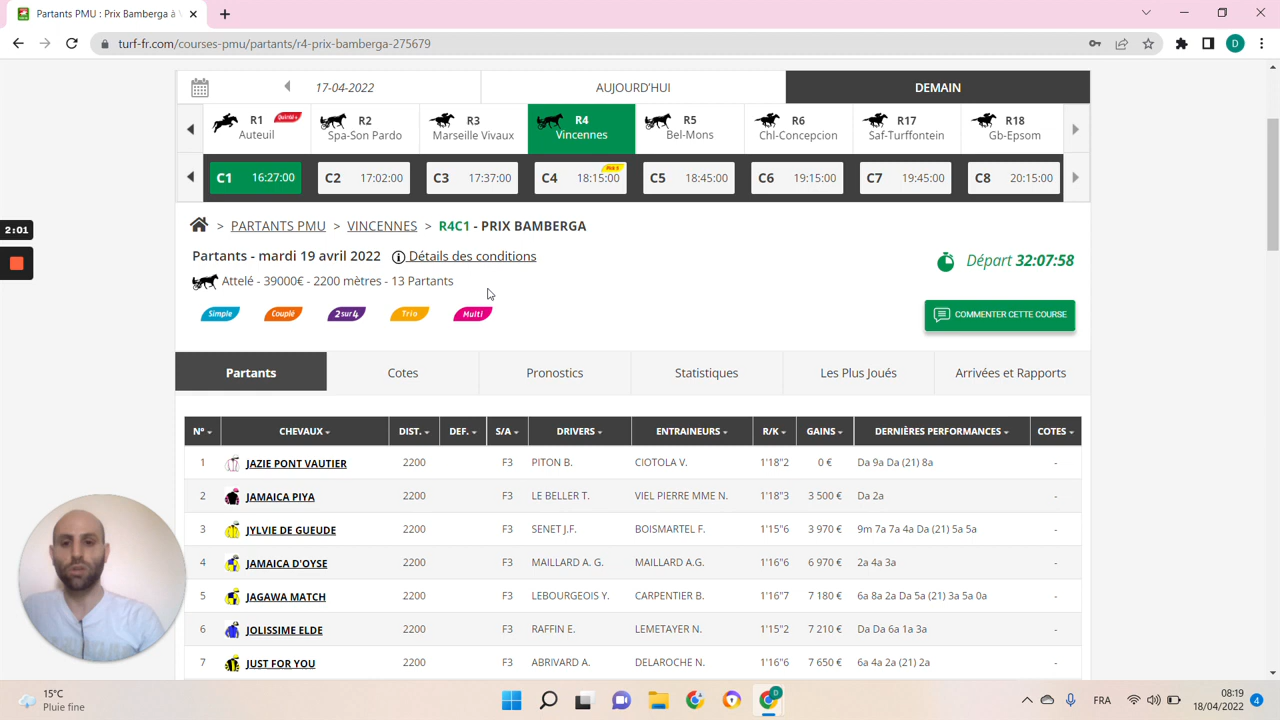 Partants PMU : Prix Bamberga à V
turf-fr.com/courses-pmu/partants/r4-prix-bamberga-275679
D
17-04-2022 AUJOURD'HUI DEMAIN
R1 Auteuil Quinté+ R2 Spa-Son Pardo R3 Marseille Vivaux R4 Vincennes R5 Bel-Mons R6 Chl-Concepcion R17 Saf-Turffontein R18 Gb-Epsom
C1 16:27:00 C2 17:02:00 C3 17:37:00 C4 18:15:00 C5 18:45:00 C6 19:15:00 C7 19:45:00 C8 20:15:00
2:01
> PARTANTS PMU > VINCENNES > R4C1 - PRIX BAMBERGA
Partants - mardi 19 avril 2022 Détails des conditions
Départ 32:07:58
Attelé - 39000€ - 2200 mètres - 13 Partants
Simple Couplé 2sur4 Trio Multi
COMMENTER CETTE COURSE
Partants Cotes Pronostics Statistiques Les Plus Joués Arrivées et Rapports
N° CHEVAUX DIST. DEF. S/A DRIVERS ENTRAINEURS R/K GAINS DERNIÈRES PERFORMANCES COTES
1 JAZIE PONT VAUTIER 2200 F3 PITON B. CIOTOLA V. 1'18"2 0 € Da 9a Da (21) 8a -
2 JAMAICA PIYA 2200 F3 LE BELLER T. VIEL PIERRE MME N. 1'18"3 3 500 € Da 2a -
3 JYLVIE DE GUEUDE 2200 F3 SENET J.F. BOISMARTEL F. 1'15"6 3 970 € 9m 7a 7a 4a Da (21) 5a 5a -
4 JAMAICA D'OYSE 2200 F3 MAILLARD A. G. MAILLARD A.G. 1'16"6 6 970 € 2a 4a 3a -
5 JAGAWA MATCH 2200 F3 LEBOURGEOIS Y. CARPENTIER B. 1'16"7 7 180 € 6a 8a 2a Da 5a (21) 3a 5a 0a -
6 JOLISSIME ELDE 2200 F3 RAFFIN E. LEMETAYER N. 1'15"2 7 210 € Da Da 6a 1a 3a -
7 JUST FOR YOU 2200 F3 ABRIVARD A. DELAROCHE N. 1'16"6 7 650 € 6a 4a 2a (21) 2a -
15°C
Pluie fine
D
FRA
08:19
18/04/2022
4